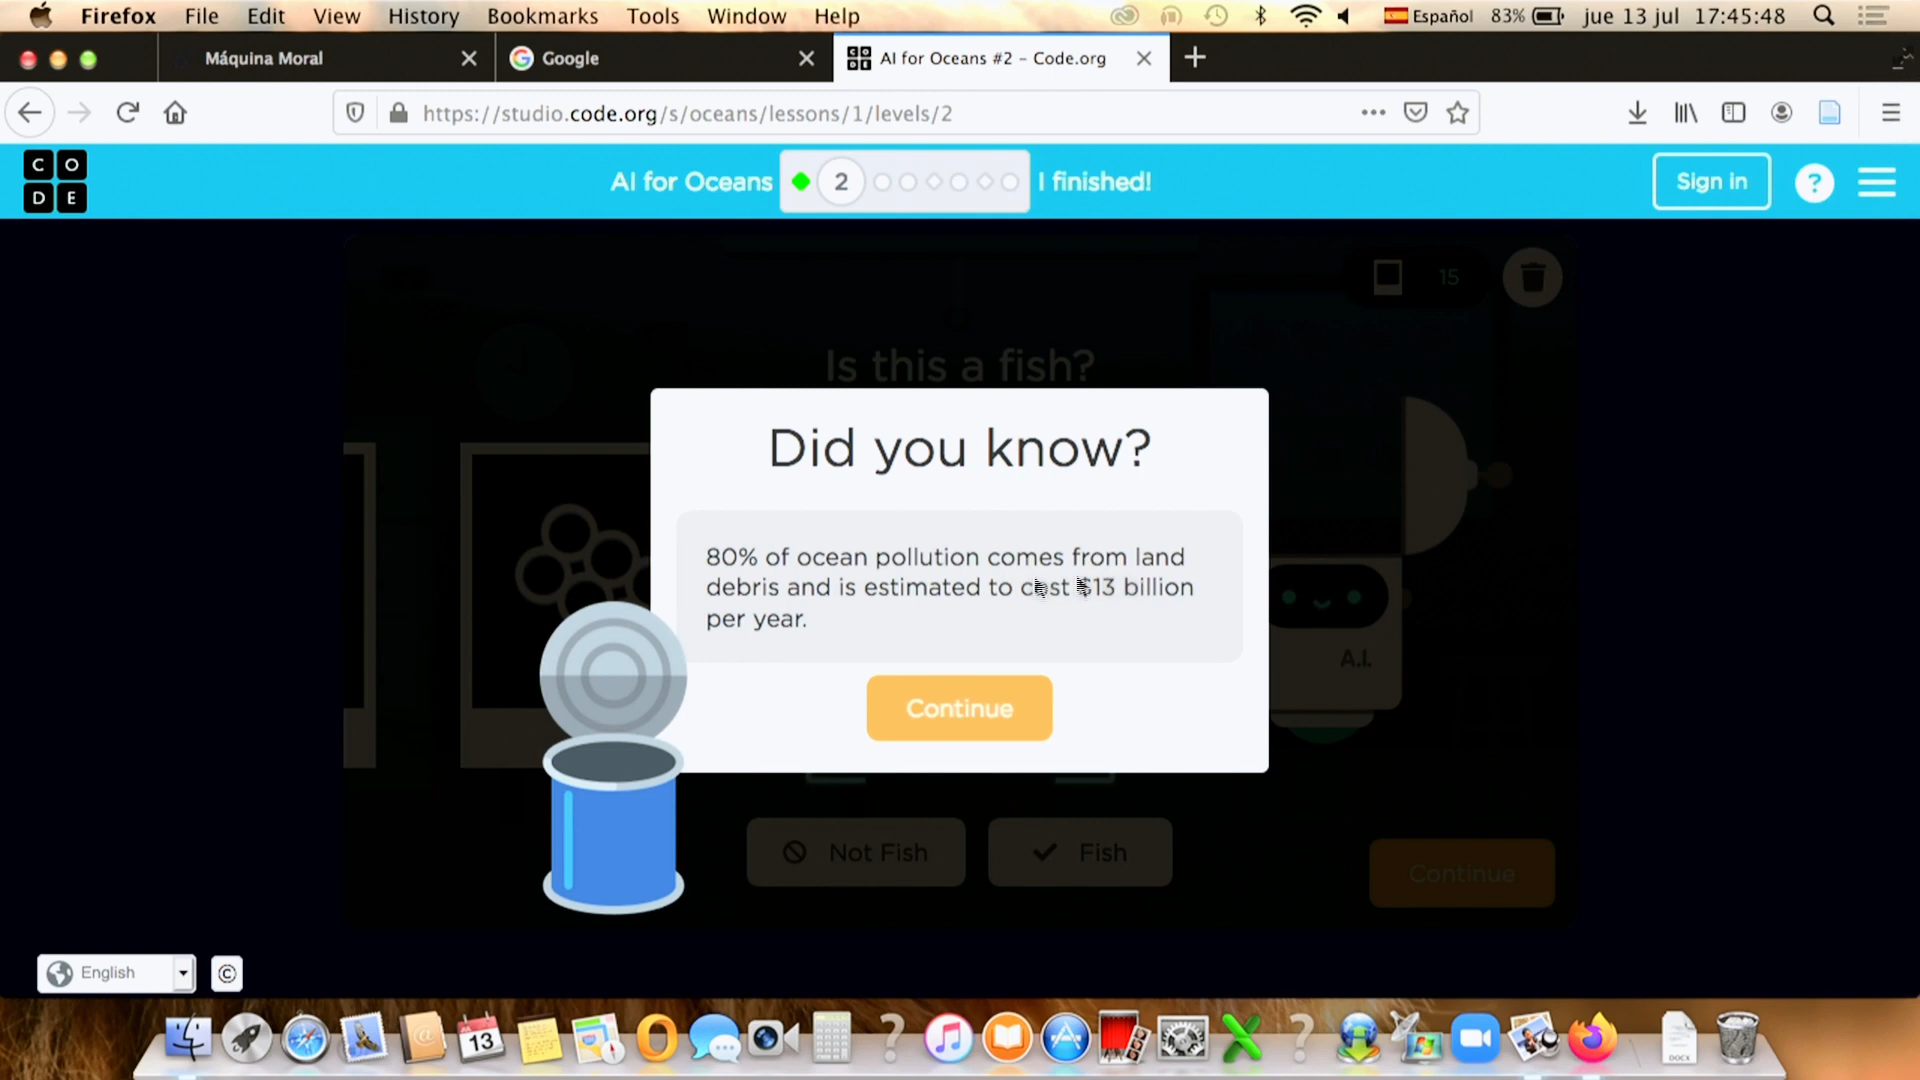 Firefox File Edit View History Bookmarks Tools Window Help Español 83% jue 13 jul 17:45:48
Máquina Moral Google AI for Oceans #2 - Code.org
https://studio.code.org/s/oceans/lessons/1/levels/2
CODE AI for Oceans 2 I finished! Sign in ?
15
Is this a fish?
Did you know?
80% of ocean pollution comes from land
debris and is estimated to cost $13 billion
per year.
A.I.
Continue
Not Fish Fish Continue
English ©
13 DOCX